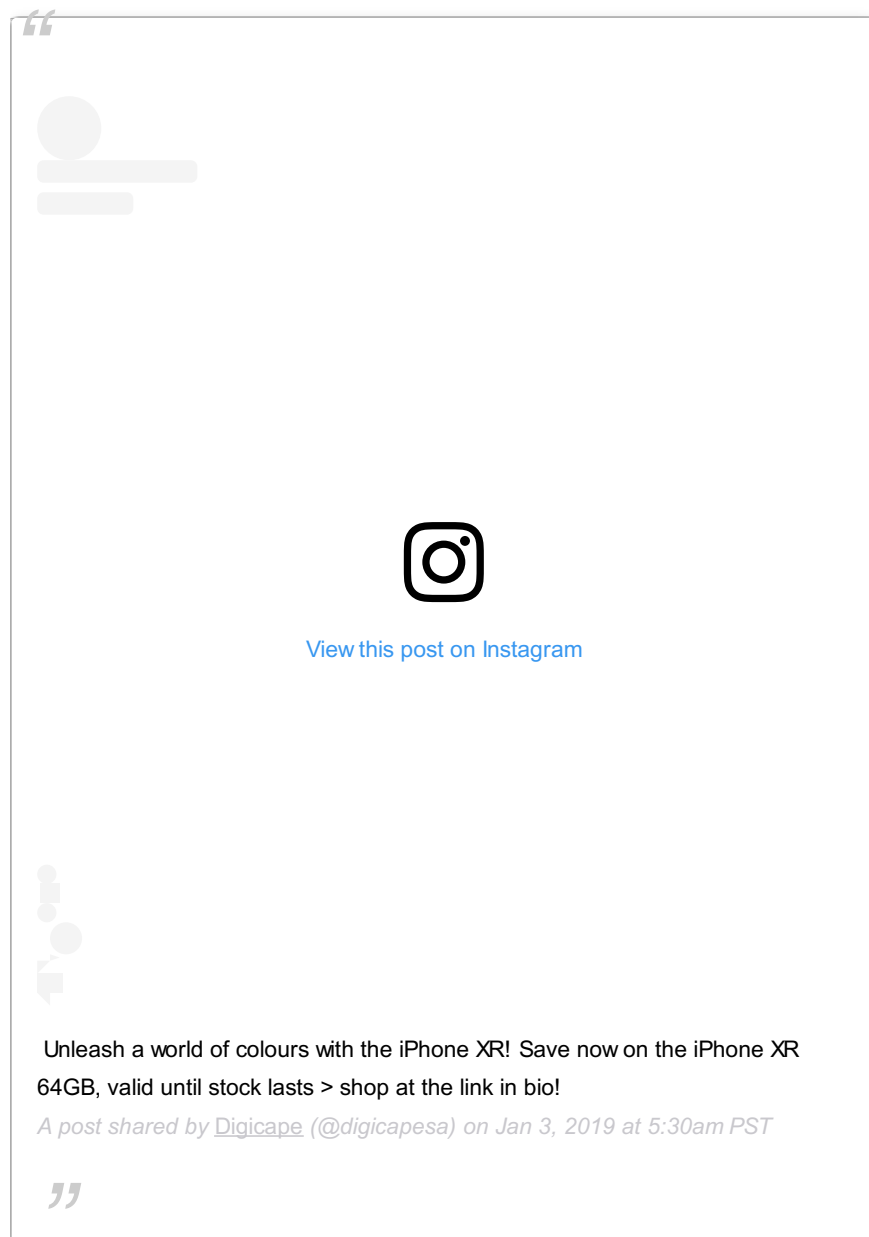 “
View this post on Instagram
Unleash a world of colours with the iPhone XR! Save now on the iPhone XR
64GB, valid until stock lasts > shop at the link in bio!
A post shared by Digicape (@digicapesa) on Jan 3, 2019 at 5:30am PST
”